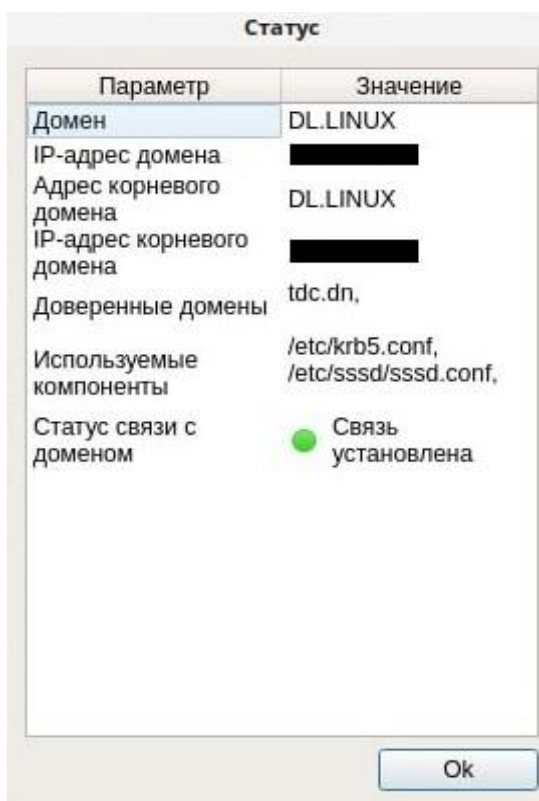 Статус
Параметр Значение
Домен DL.LINUX
IP-адрес домена
Адрес корневого
домена
DL.LINUX
IP-адрес корневого
домена
Доверенные домены
tdc.dn,
Используемые
компоненты
/etc/krb5.conf,
/etc/sssd/sssd.conf,
Статус связи с
доменом
Связь
установлена
Ok